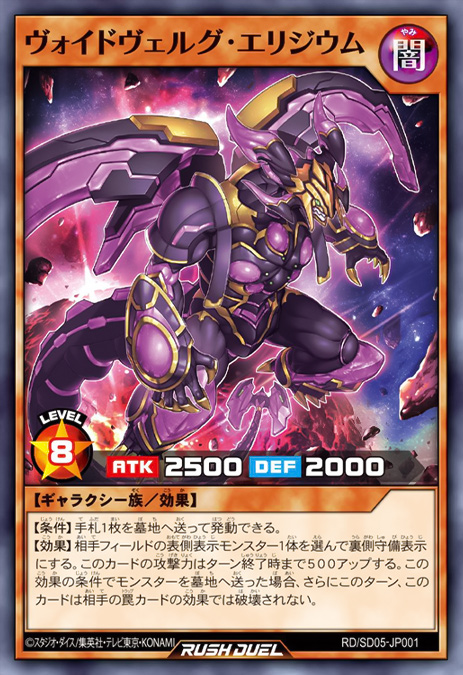 ヴォイドヴェルグ・エリジウム
やみ
闇
LEVEL
8
ATK 2500 DEF 2000
【ギャラクシー族／効果】
【条件】手札1枚を墓地へ送って発動できる。
【効果】相手フィールドの表側表示モンスター1体を選んで裏側守備表示
にする。このカードの攻撃力はターン終了時まで500アップする。この
効果の条件でモンスターを墓地へ送った場合、さらにこのターン、この
カードは相手の罠カードの効果では破壊されない。
©スタジオ・ダイス/集英社・テレビ東京・KONAMI
RUSH DUEL
RD/SD05-JP001